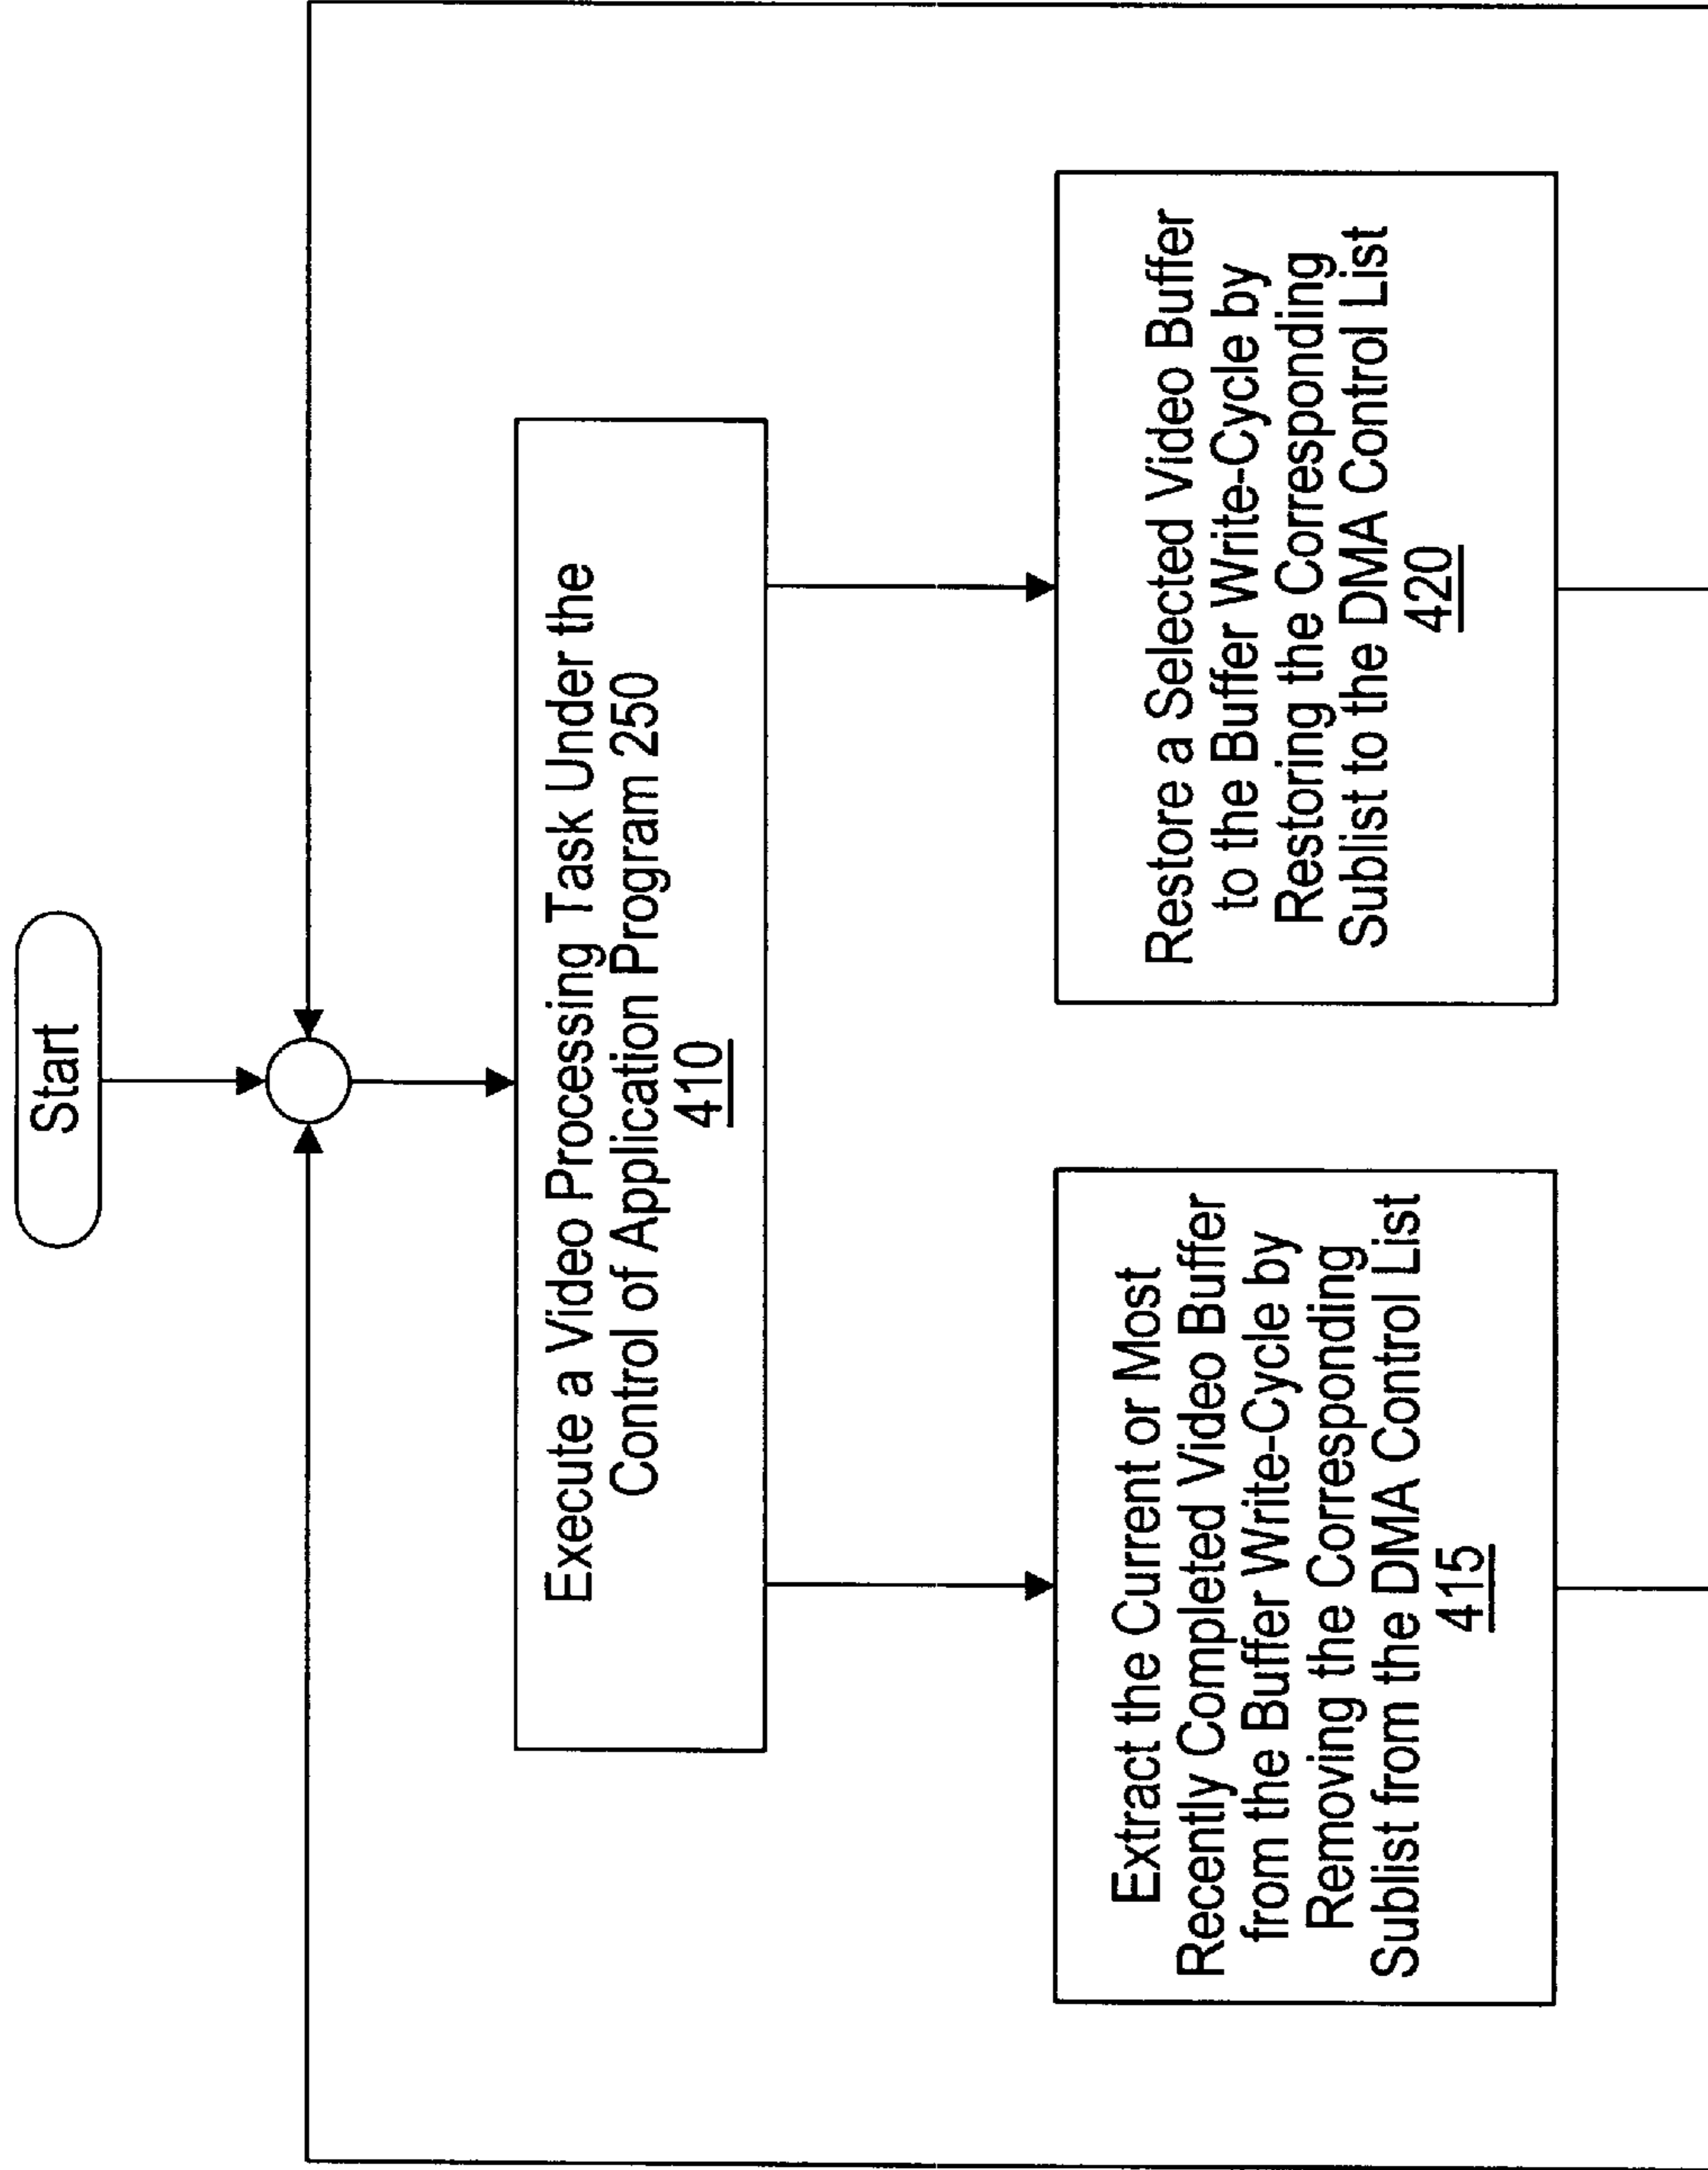 Start
Execute a Video Processing Task Under the
Control of Application Program 250
410
Extract the Current or Most
Recently Completed Video Buffer
from the Buffer Write-Cycle by
Removing the Corresponding
Sublist from the DMA Control List
415
Restore a Selected Video Buffer
to the Buffer Write-Cycle by
Restoring the Corresponding
Sublist to the DMA Control List
420